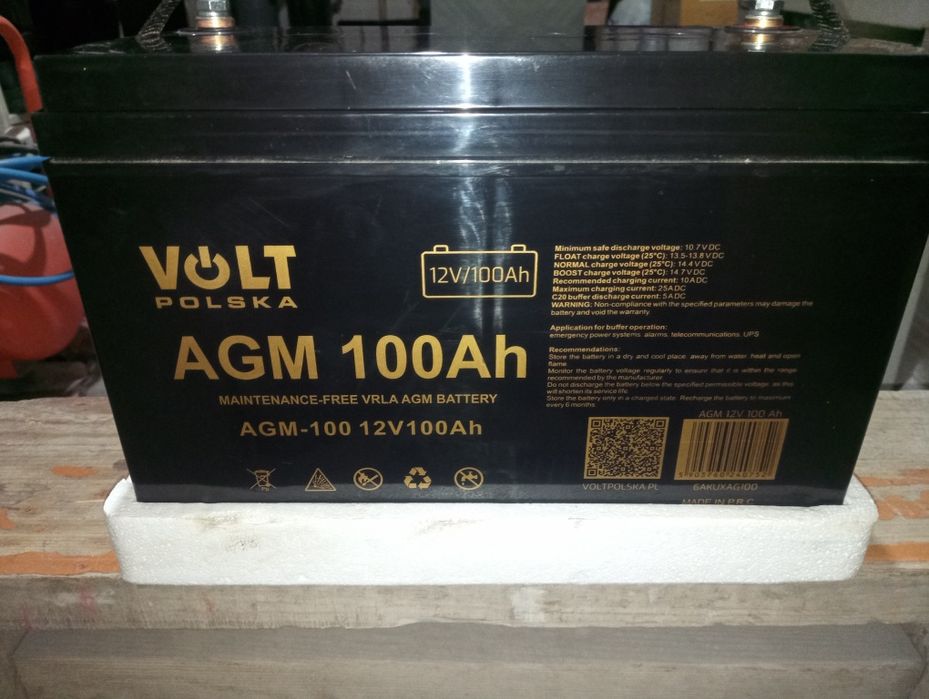 VOLT
POLSKA
12V/100Ah
AGM 100Ah
MAINTENANCE-FREE VRLA AGM BATTERY
AGM-100 12V100Ah
Minimum safe discharge voltage: 10.7 V DC
FLOAT charge voltage (25°C): 13.5-13.8 V DC
NORMAL charge voltage (25°C): 14.4 V DC
BOOST charge voltage (25°C): 14.7 V DC
Recommended charging current: 10A DC
Maximum charging current: 25A DC
C20 buffer discharge current: 5A DC
WARNING: Non-compliance with the specified parameters may damage the
battery and void the warranty.
Application for buffer operation:
emergency power systems, alarms, telecommunications, UPS
Recommendations:
Store the battery in a dry and cool place, away from water, heat and open
flame
Monitor the battery voltage regularly to ensure that it is within the range
recommended by the manufacturer
Do not discharge the battery below the specified permissible voltage, as this
will shorten its service life
Store the battery only in a charged state. Recharge the battery to maximum
every 6 months.
AGM 12V 100 Ah
VOLTPOLSKA.PL
6AKUXAG100
MADE IN P.R.C